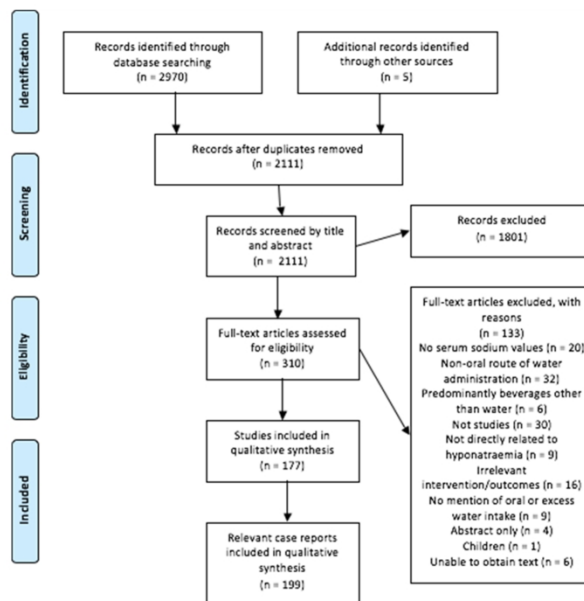 Identification
Records identified through
database searching
(n = 2970)
Additional records identified
through other sources
(n = 5)
Records after duplicates removed
(n = 2111)
Screening
Records screened by title
and abstract
(n = 2111)
Records excluded
(n = 1801)
Eligibility
Full-text articles assessed
for eligibility
(n = 310)
Full-text articles excluded, with
reasons
(n = 133)
No serum sodium values (n = 20)
Non-oral route of water
administration (n = 32)
Predominantly beverages other
than water (n = 6)
Not studies (n = 30)
Not directly related to
hyponatraemia (n = 9)
Irrelevant
intervention/outcomes (n = 16)
No mention of oral or excess
water intake (n = 9)
Abstract only (n = 4)
Children (n = 1)
Unable to obtain text (n = 6)
Included
Studies included in
qualitative synthesis
(n = 177)
Relevant case reports
included in qualitative
synthesis
(n = 199)